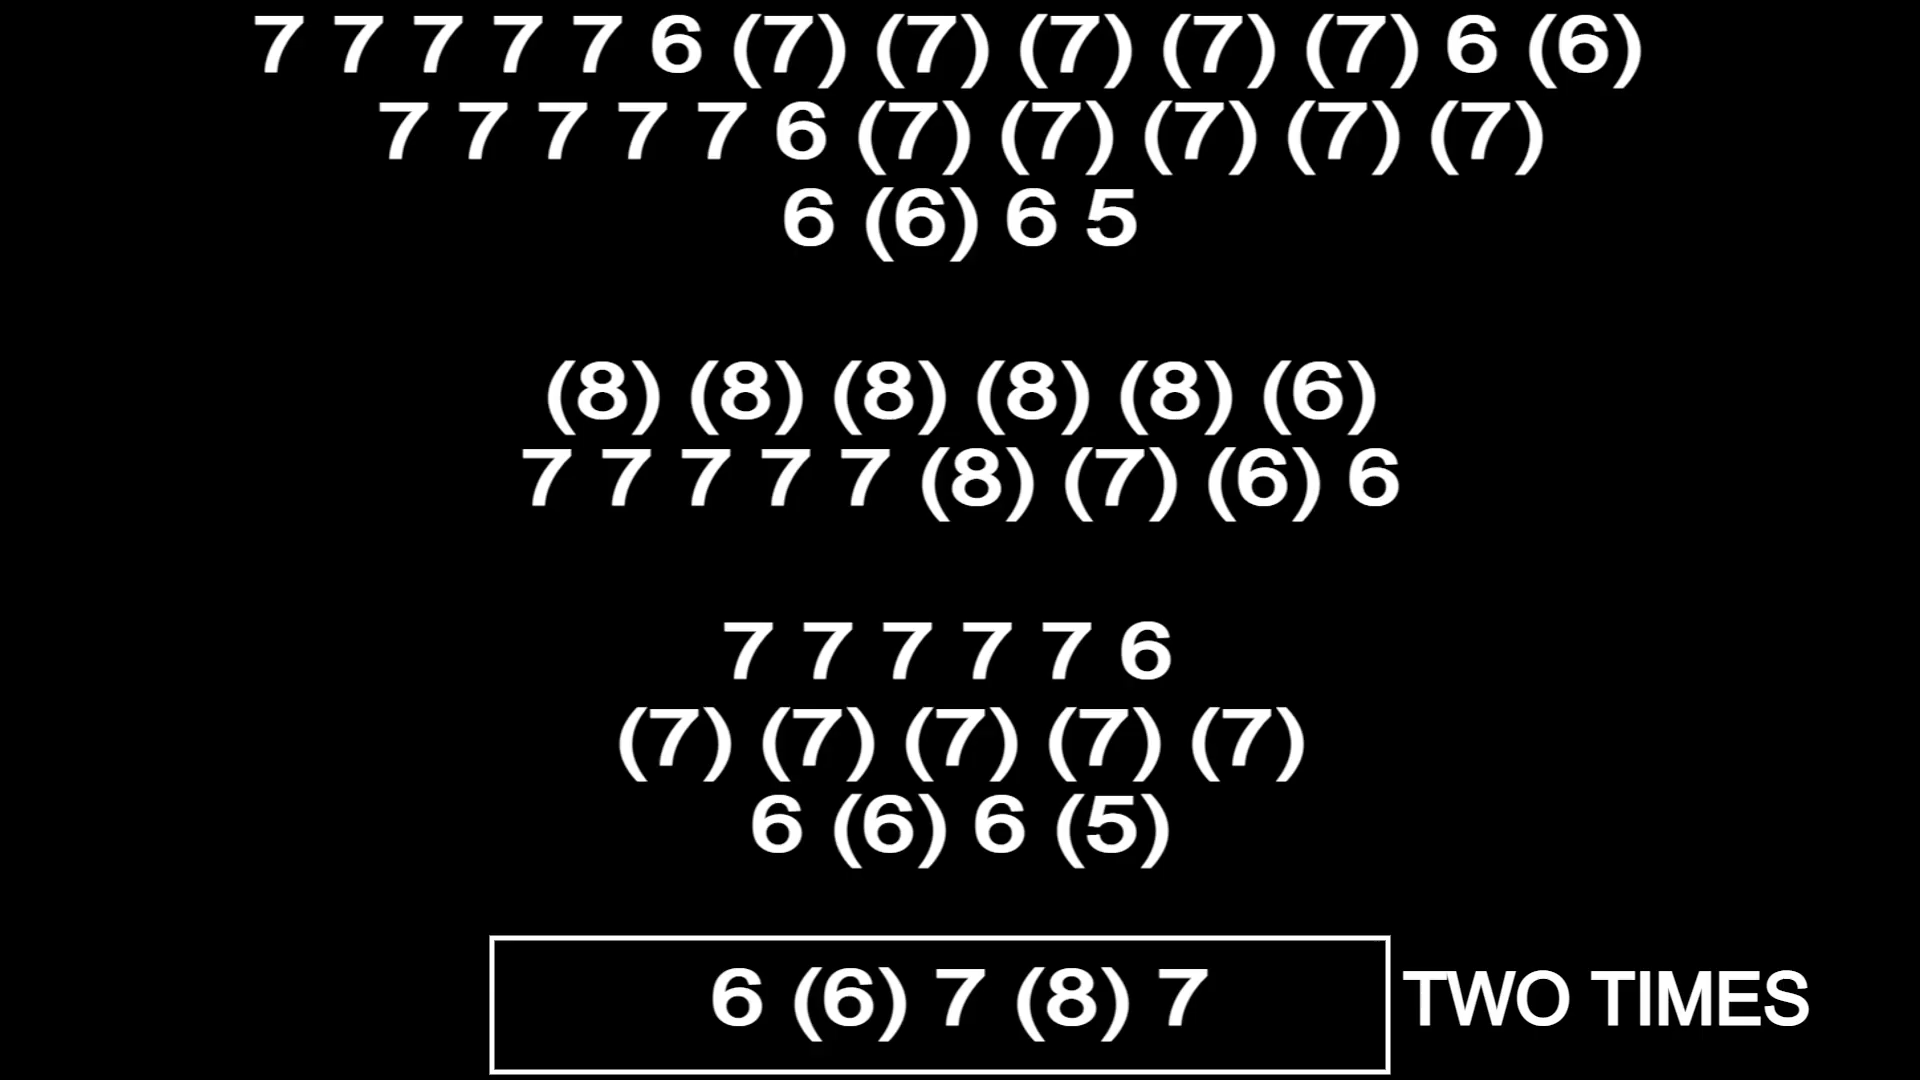 7 7 7 7 7 6 (7) (7) (7) (7) (7) 6 (6)
7 7 7 7 7 6 (7) (7) (7) (7) (7)
6 (6) 6 5
(8) (8) (8) (8) (8) (6)
7 7 7 7 7 (8) (7) (6) 6
7 7 7 7 7 6
(7) (7) (7) (7) (7)
6 (6) 6 (5)
6 (6) 7 (8) 7 TWO TIMES